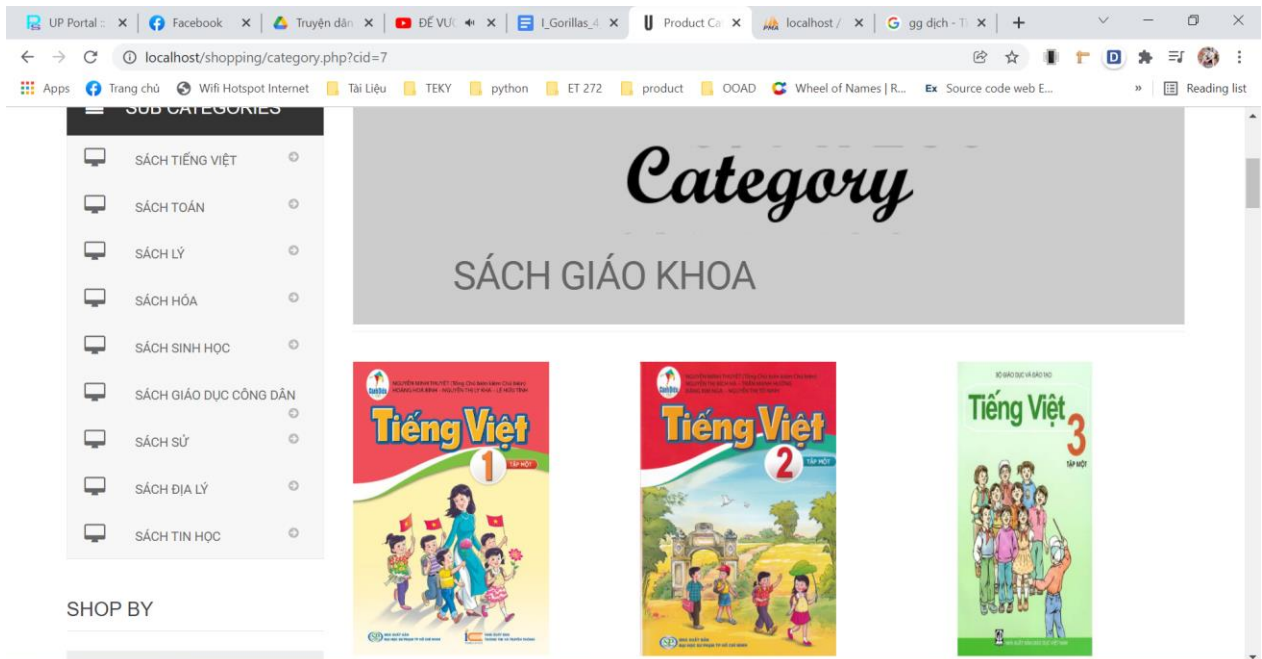 UP Portal ::
Facebook
Truyện dân
ĐẾ VƯƠ
I_Gorillas_4
Product Ca
localhost /
gg dịch - Ti
localhost/shopping/category.php?cid=7
Apps
Trang chủ
Wifi Hotspot Internet
Tài Liệu
TEKY
python
ET 272
product
OOAD
Wheel of Names | R...
Source code web E...
»
Reading list
SUB CATEGORIES
SÁCH TIẾNG VIỆT
SÁCH TOÁN
SÁCH LÝ
SÁCH HÓA
SÁCH SINH HỌC
SÁCH GIÁO DỤC CÔNG DÂN
SÁCH SỬ
SÁCH ĐỊA LÝ
SÁCH TIN HỌC
SHOP BY
Category
SÁCH GIÁO KHOA
Tiếng Việt
1
TẬP MỘT
Tiếng Việt
2
TẬP MỘT
BỘ GIÁO DỤC VÀ ĐÀO TẠO
Tiếng Việt
3
TẬP MỘT